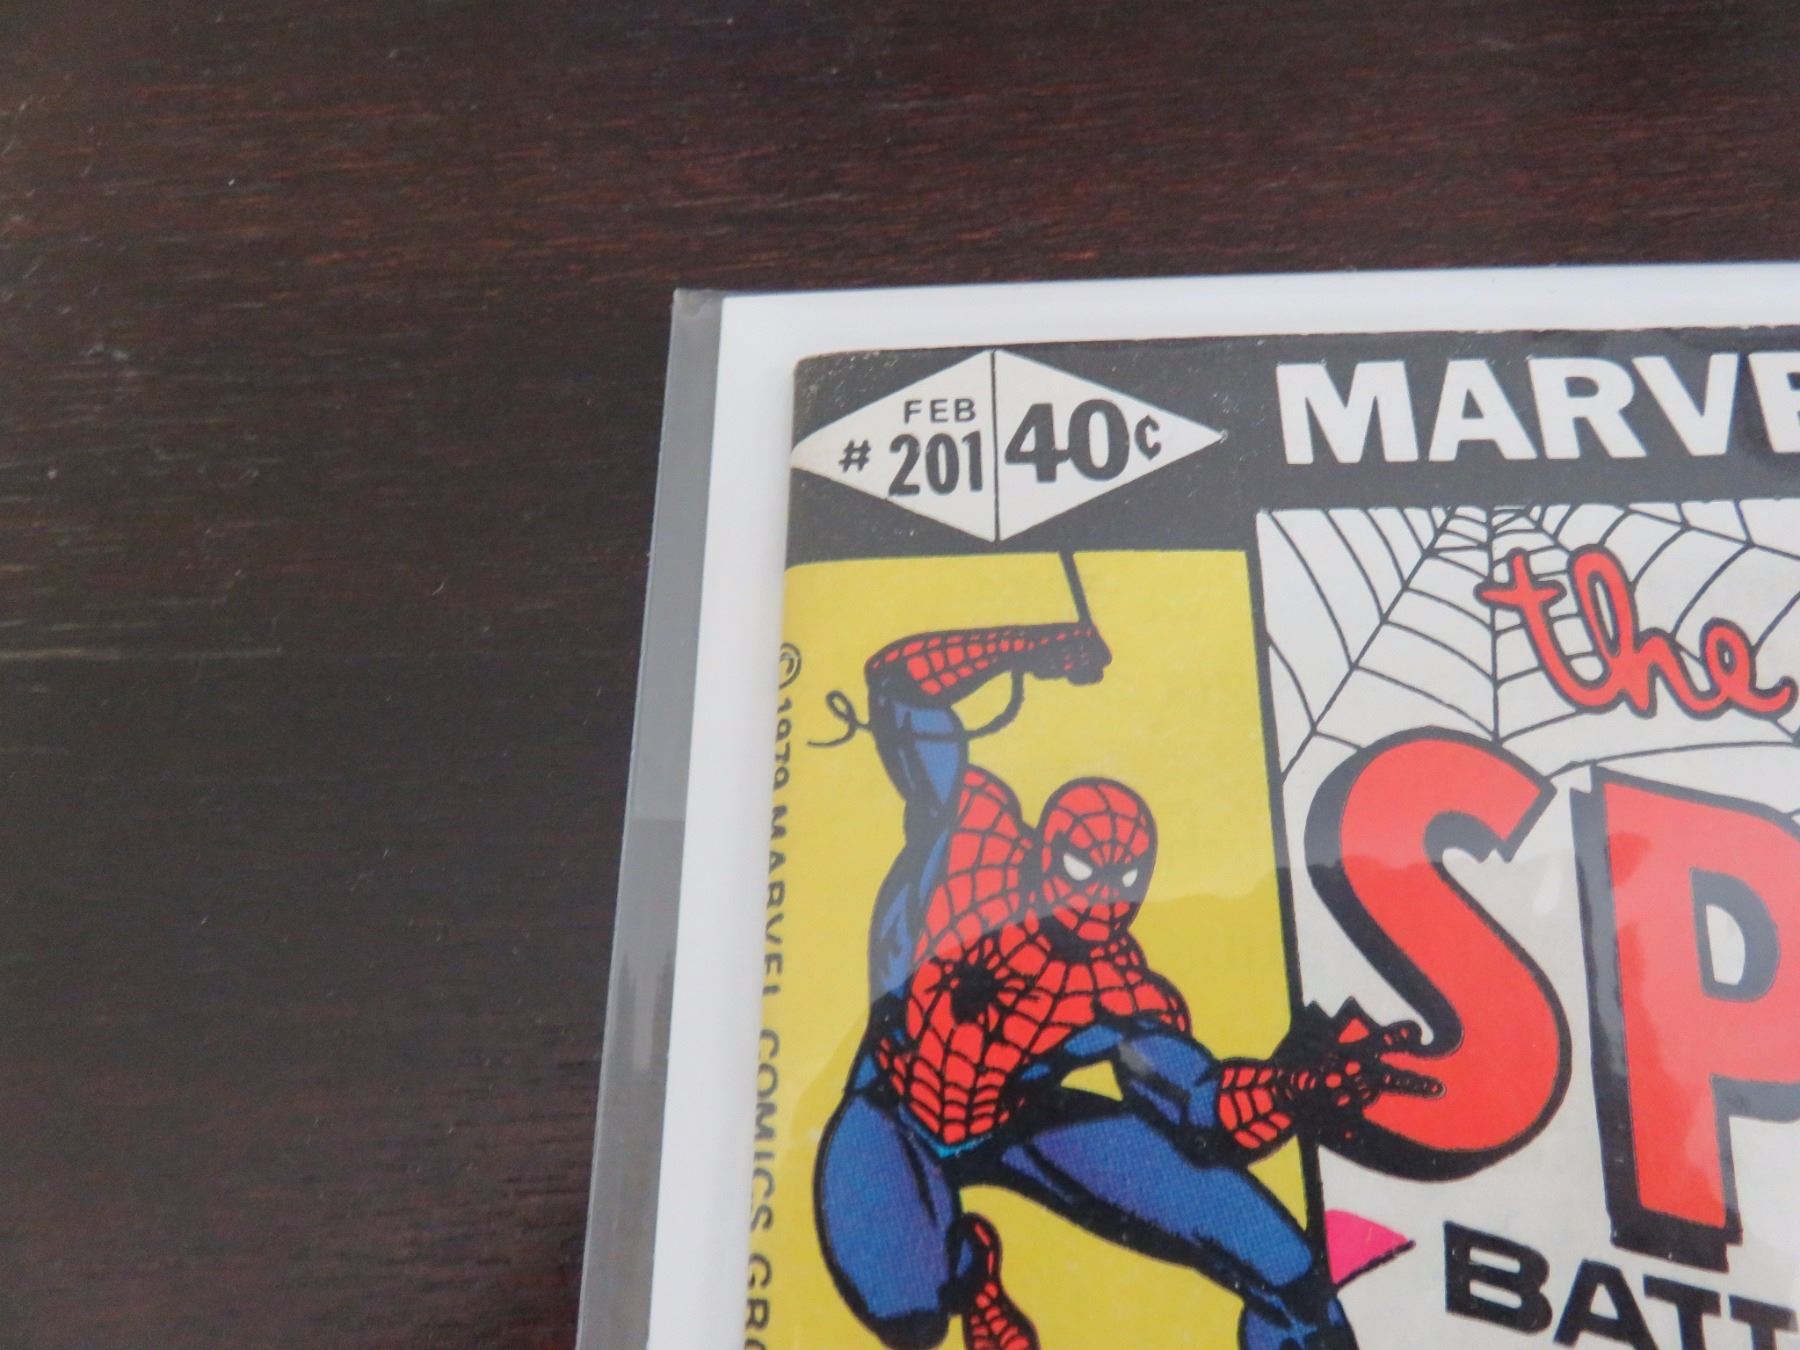 FEB
# 201 40¢
MARVE
the
SP
BATT
© 1979 MARVEL COMICS GRO